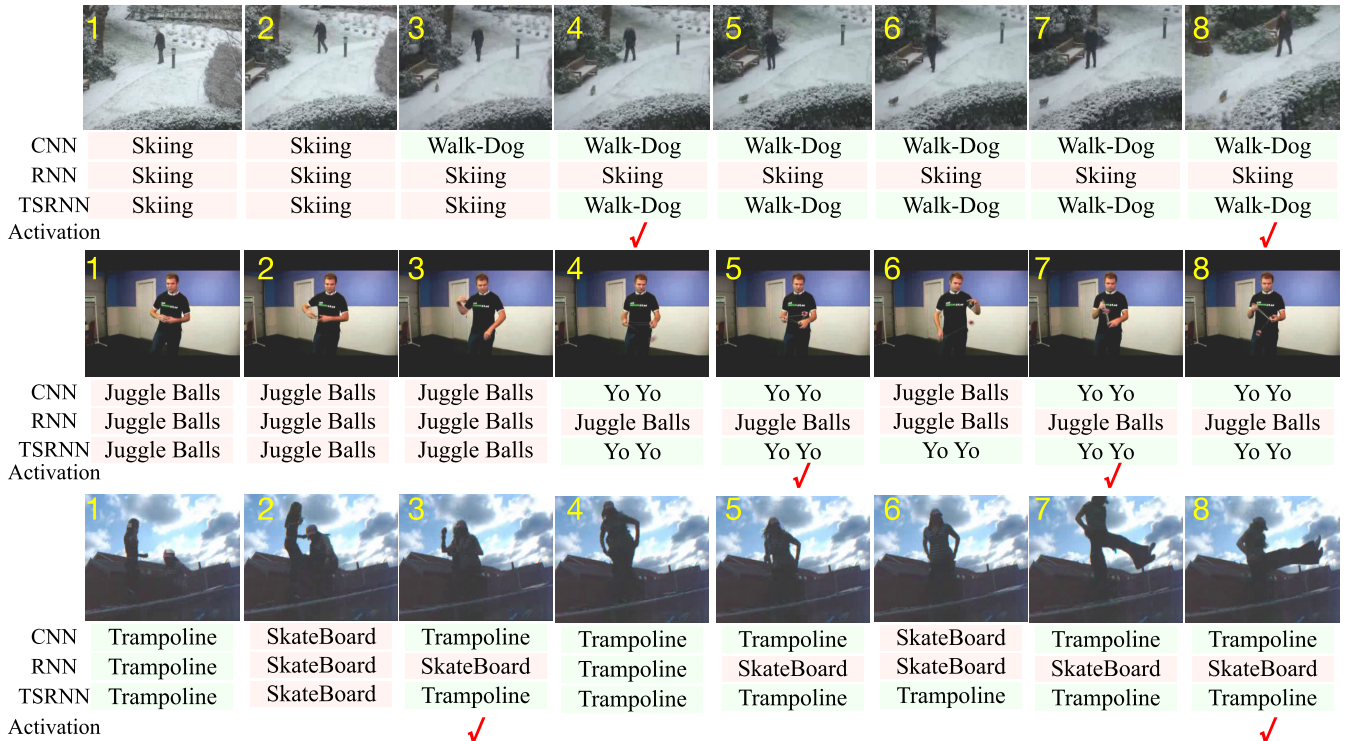 1 2 3 4 5 6 7 8
CNN Skiing Skiing Walk-Dog Walk-Dog Walk-Dog Walk-Dog Walk-Dog Walk-Dog
RNN Skiing Skiing Skiing Skiing Skiing Skiing Skiing Skiing
TSRNN Skiing Skiing Skiing Walk-Dog Walk-Dog Walk-Dog Walk-Dog Walk-Dog
Activation ✓ ✓
1 2 3 4 5 6 7 8
CNN Juggle Balls Juggle Balls Juggle Balls Yo Yo Yo Yo Juggle Balls Yo Yo Yo Yo
RNN Juggle Balls Juggle Balls Juggle Balls Juggle Balls Juggle Balls Juggle Balls Juggle Balls Juggle Balls
TSRNN Juggle Balls Juggle Balls Juggle Balls Yo Yo Yo Yo Yo Yo Yo Yo Yo Yo
Activation ✓ ✓
1 2 3 4 5 6 7 8
CNN Trampoline SkateBoard Trampoline Trampoline Trampoline SkateBoard Trampoline Trampoline
RNN Trampoline SkateBoard SkateBoard Trampoline SkateBoard SkateBoard SkateBoard SkateBoard
TSRNN Trampoline SkateBoard Trampoline Trampoline Trampoline Trampoline Trampoline Trampoline
Activation ✓ ✓